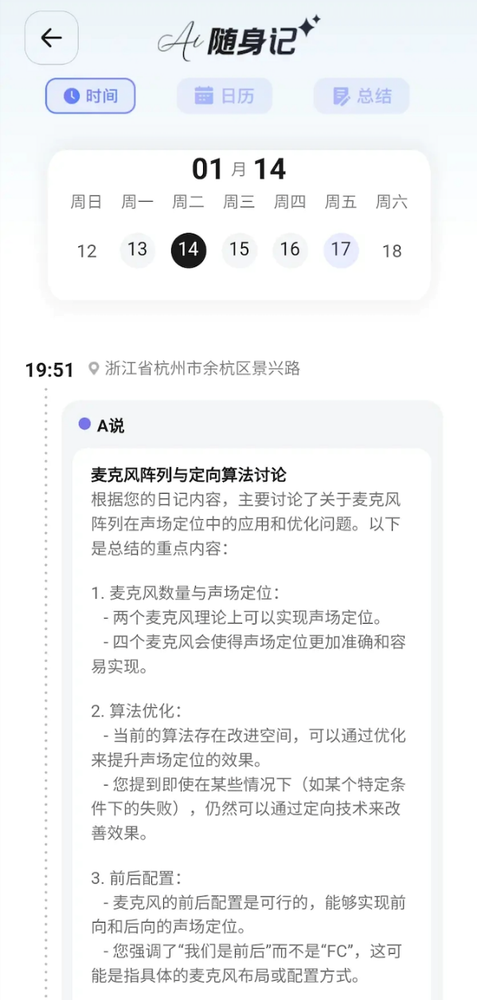 Ai 随身记
时间 日历 总结
01 月 14
周日 周一 周二 周三 周四 周五 周六
12 13 14 15 16 17 18
19:51 浙江省杭州市余杭区景兴路
A说
麦克风阵列与定向算法讨论
根据您的日记内容，主要讨论了关于麦克风
阵列在声场定位中的应用和优化问题。以下
是总结的重点内容：
1. 麦克风数量与声场定位：
- 两个麦克风理论上可以实现声场定位。
- 四个麦克风会使得声场定位更加准确和容
易实现。
2. 算法优化：
- 当前的算法存在改进空间，可以通过优化
来提升声场定位的效果。
- 您提到即使在某些情况下（如某个特定条
件下的失败），仍然可以通过定向技术来改
善效果。
3. 前后配置：
- 麦克风的前后配置是可行的，能够实现前
向和后向的声场定位。
- 您强调了“我们是前后”而不是“FC”，这可
能是指具体的麦克风布局或配置方式。